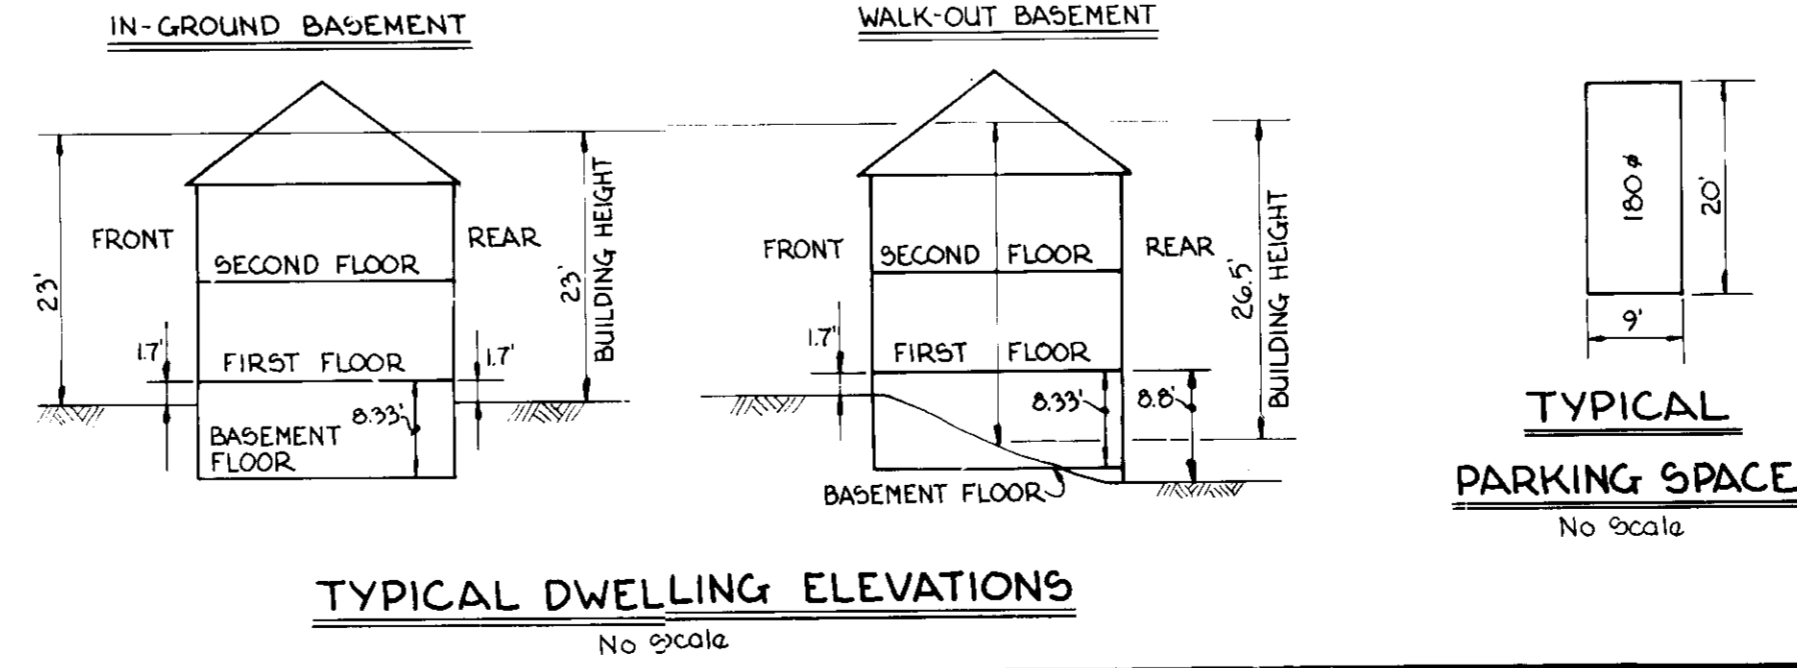 IN-GROUND BASEMENT
FRONT
REAR
SECOND FLOOR
FIRST FLOOR
BASEMENT
FLOOR
23'
1.7'
8.33'
1.7'
23'
BUILDING HEIGHT
WALK-OUT BASEMENT
FRONT
REAR
SECOND FLOOR
FIRST FLOOR
1.7'
8.33'
8.8'
26.5'
BUILDING HEIGHT
BASEMENT FLOOR
TYPICAL DWELLING ELEVATIONS
No Scale
180 ⌀
20'
9'
TYPICAL
PARKING SPACE
No Scale